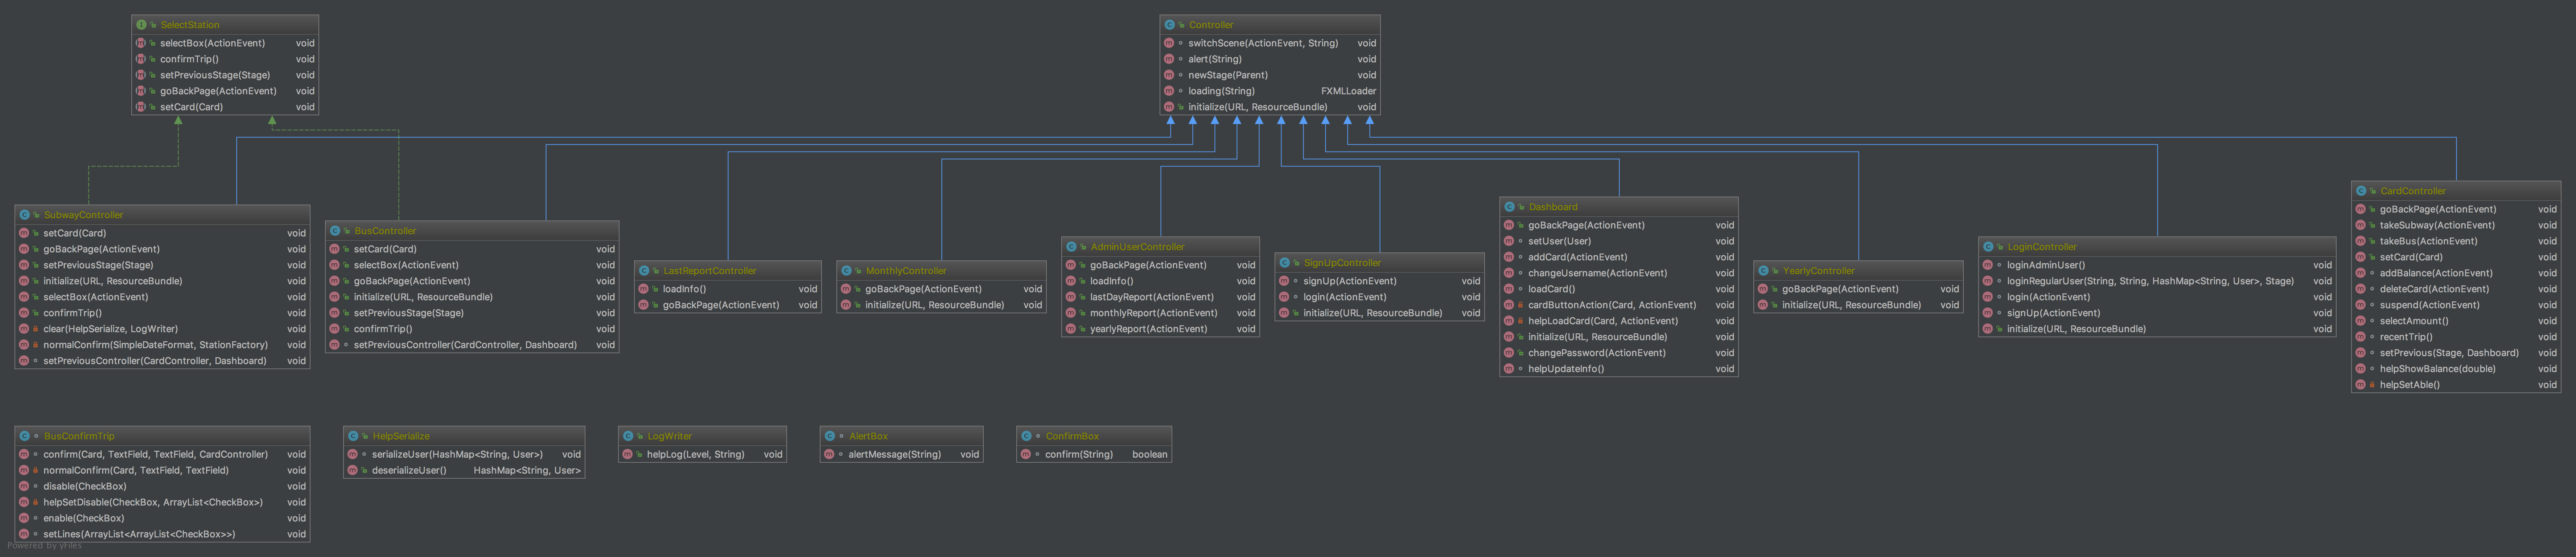 SelectStation
selectBox(ActionEvent) void
confirmTrip() void
setPreviousStage(Stage) void
goBackPage(ActionEvent) void
setCard(Card) void
Controller
switchScene(ActionEvent, String) void
alert(String) void
newStage(Parent) void
loading(String) FXMLLoader
initialize(URL, ResourceBundle) void
SubwayController
setCard(Card) void
goBackPage(ActionEvent) void
setPreviousStage(Stage) void
initialize(URL, ResourceBundle) void
selectBox(ActionEvent) void
confirmTrip() void
clear(HelpSerialize, LogWriter) void
normalConfirm(SimpleDateFormat, StationFactory) void
setPreviousController(CardController, Dashboard) void
BusController
setCard(Card) void
selectBox(ActionEvent) void
goBackPage(ActionEvent) void
initialize(URL, ResourceBundle) void
setPreviousStage(Stage) void
confirmTrip() void
setPreviousController(CardController, Dashboard) void
LastReportController
loadInfo() void
goBackPage(ActionEvent) void
MonthlyController
goBackPage(ActionEvent) void
initialize(URL, ResourceBundle) void
AdminUserController
goBackPage(ActionEvent) void
loadInfo() void
lastDayReport(ActionEvent) void
monthlyReport(ActionEvent) void
yearlyReport(ActionEvent) void
SignUpController
signUp(ActionEvent) void
login(ActionEvent) void
initialize(URL, ResourceBundle) void
Dashboard
goBackPage(ActionEvent) void
setUser(User) void
addCard(ActionEvent) void
changeUsername(ActionEvent) void
loadCard() void
cardButtonAction(Card, ActionEvent) void
helpLoadCard(Card, ActionEvent) void
initialize(URL, ResourceBundle) void
changePassword(ActionEvent) void
helpUpdateInfo() void
YearlyController
goBackPage(ActionEvent) void
initialize(URL, ResourceBundle) void
LoginController
loginAdminUser() void
loginRegularUser(String, String, HashMap<String, User>, Stage) void
login(ActionEvent) void
signUp(ActionEvent) void
initialize(URL, ResourceBundle) void
CardController
goBackPage(ActionEvent) void
takeSubway(ActionEvent) void
takeBus(ActionEvent) void
setCard(Card) void
addBalance(ActionEvent) void
deleteCard(ActionEvent) void
suspend(ActionEvent) void
selectAmount() void
recentTrip() void
setPrevious(Stage, Dashboard) void
helpShowBalance(double) void
helpSetAble() void
BusConfirmTrip
confirm(Card, TextField, TextField, CardController) void
normalConfirm(Card, TextField, TextField) void
disable(CheckBox) void
helpSetDisable(CheckBox, ArrayList<CheckBox>) void
enable(CheckBox) void
setLines(ArrayList<ArrayList<CheckBox>>) void
HelpSerialize
serializeUser(HashMap<String, User>) void
deserializeUser() HashMap<String, User>
LogWriter
helpLog(Level, String) void
AlertBox
alertMessage(String) void
ConfirmBox
confirm(String) boolean
Powered by yFiles